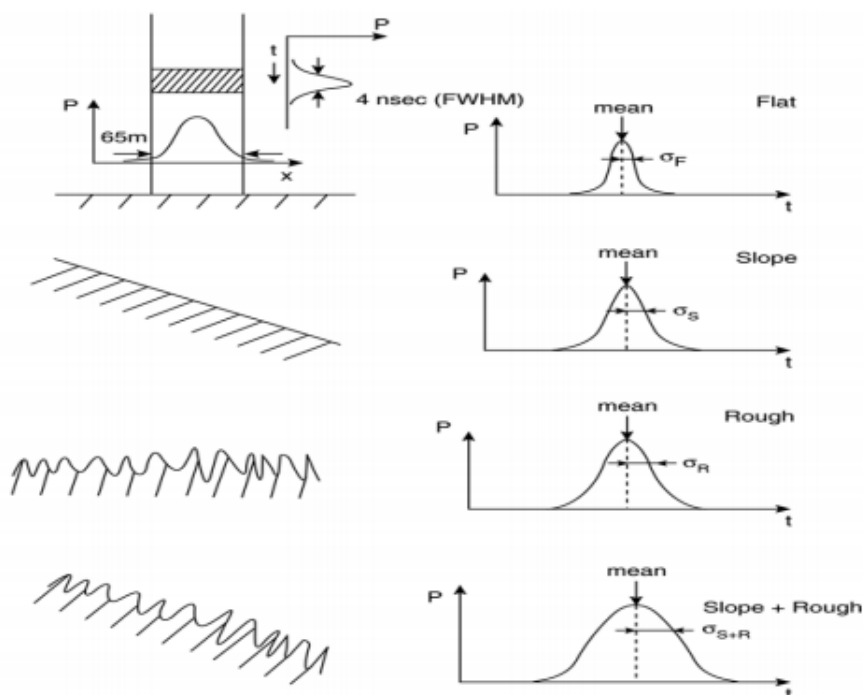 P
t
P
4 nsec (FWHM)
65m
x
mean
Flat
P
σF
t
mean
Slope
P
σS
t
mean
Rough
P
σR
t
mean
P
Slope + Rough
σS+R
t